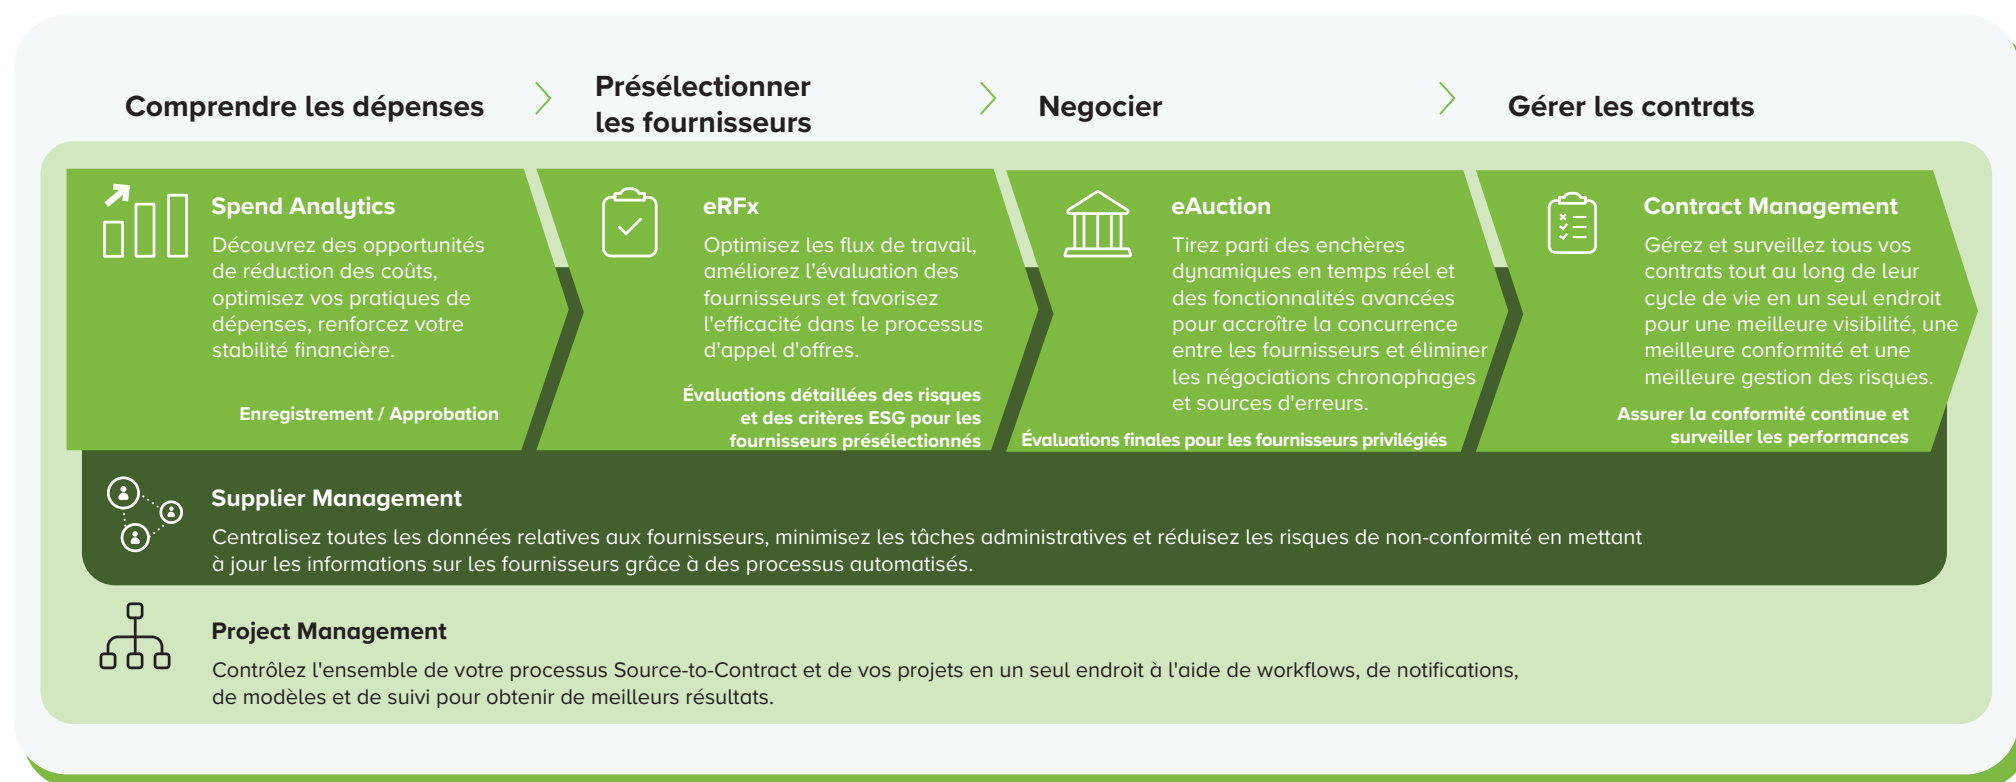 Comprendre les dépenses
Présélectionner
les fournisseurs
Negocier
Gérer les contrats
Spend Analytics
Découvrez des opportunités
de réduction des coûts,
optimisez vos pratiques de
dépenses, renforcez votre
stabilité financière.
Enregistrement / Approbation
eRFx
Optimisez les flux de travail,
améliorez l'évaluation des
fournisseurs et favorisez
l'efficacité dans le processus
d'appel d'offres.
Évaluations détaillées des risques
et des critères ESG pour les
fournisseurs présélectionnés
eAuction
Tirez parti des enchères
dynamiques en temps réel et
des fonctionnalités avancées
pour accroître la concurrence
entre les fournisseurs et éliminer
les négociations chronophages
et sources d'erreurs.
Évaluations finales pour les fournisseurs privilégiés
Contract Management
Gérez et surveillez tous vos
contrats tout au long de leur
cycle de vie en un seul endroit
pour une meilleure visibilité, une
meilleure conformité et une
meilleure gestion des risques.
Assurer la conformité continue et
surveiller les performances
Supplier Management
Centralisez toutes les données relatives aux fournisseurs, minimisez les tâches administratives et réduisez les risques de non-conformité en mettant
à jour les informations sur les fournisseurs grâce à des processus automatisés.
Project Management
Contrôlez l'ensemble de votre processus Source-to-Contract et de vos projets en un seul endroit à l'aide de workflows, de notifications,
de modèles et de suivi pour obtenir de meilleurs résultats.